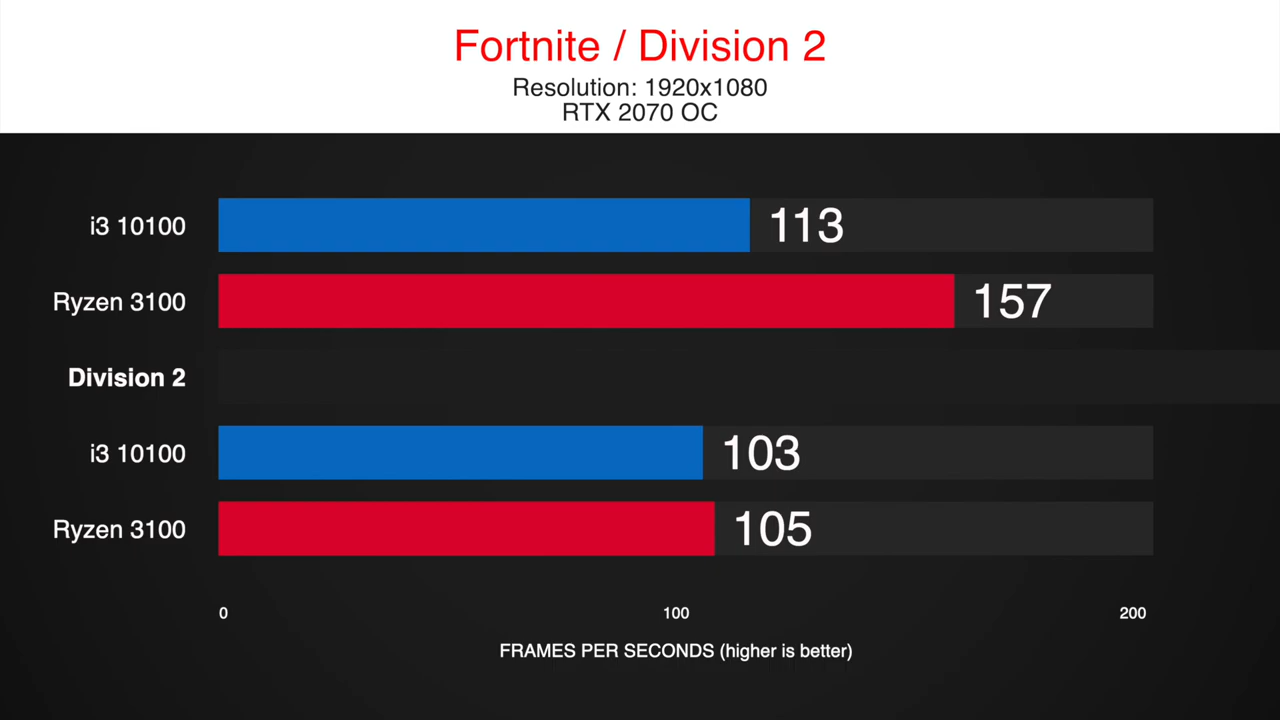 Fortnite / Division 2
Resolution: 1920x1080
RTX 2070 OC
i3 10100 113
Ryzen 3100 157
Division 2
i3 10100 103
Ryzen 3100 105
0 100 200
FRAMES PER SECONDS (higher is better)